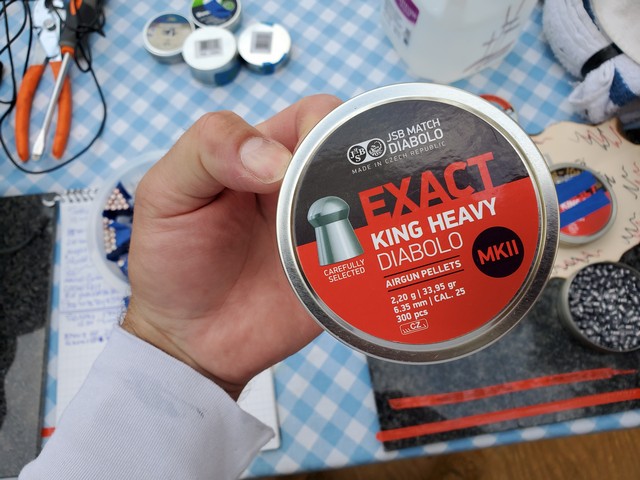 JSB MATCH
DIABOLO
MADE IN CZECH REPUBLIC
EXACT
KING HEAVY
DIABOLO
MKII
AIRGUN PELLETS
CAREFULLY
SELECTED
2,20 g | 33,95 gr
6.35 mm | CAL. 25
300 pcs
CZ